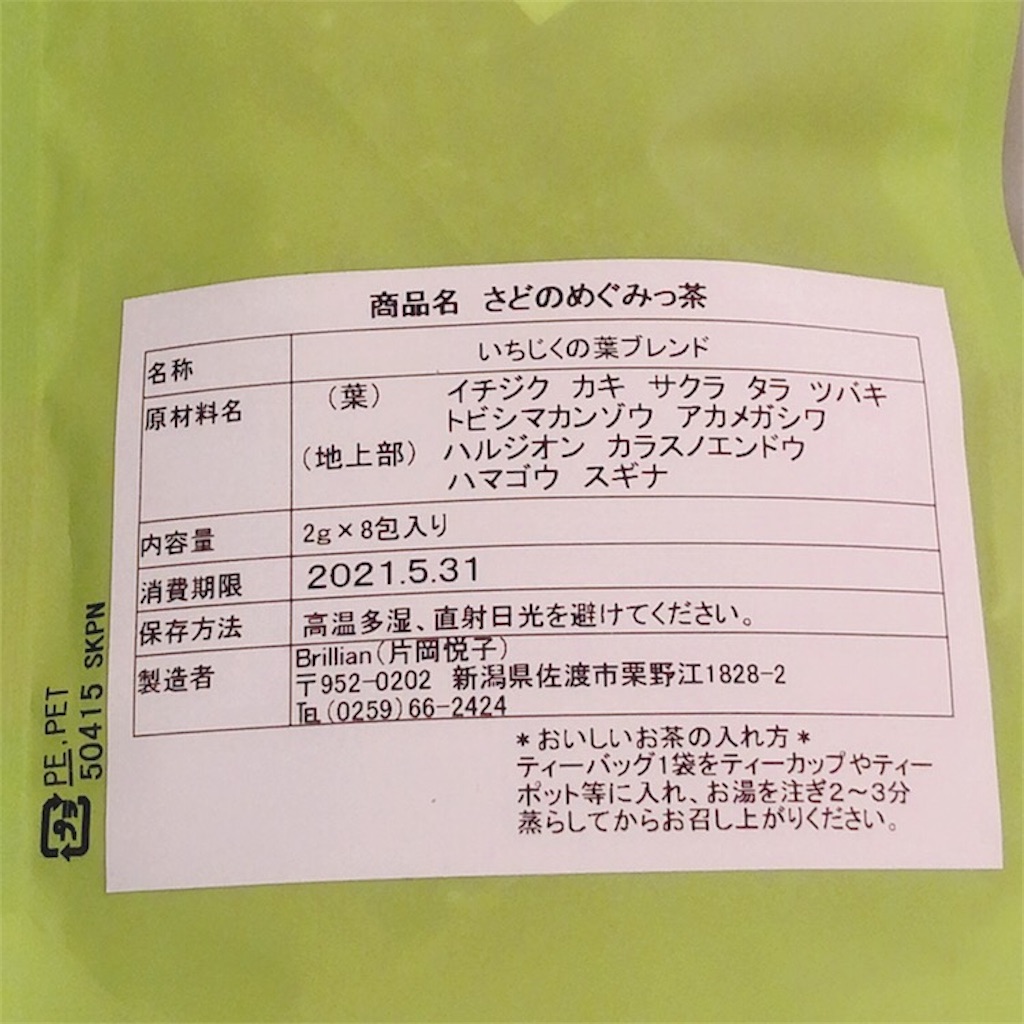 商品名 さどのめぐみっ茶
名称 いちじくの葉ブレンド
原材料名 (葉) イチジク カキ サクラ タラ ツバキ
トビシマカンゾウ アカメガシワ
(地上部) ハルジオン カラスノエンドウ
ハマゴウ スギナ
内容量 2g×8包入り
消費期限 2021.5.31
保存方法 高温多湿、直射日光を避けてください。
製造者 Brillian(片岡悦子)
〒952-0202 新潟県佐渡市栗野江1828-2
℡(0259)66-2424
*おいしいお茶の入れ方*
ティーバッグ1袋をティーカップやティー
ポット等に入れ、お湯を注ぎ2〜3分
蒸らしてからお召し上がりください。
プラ PE,PET
50415 SKPN